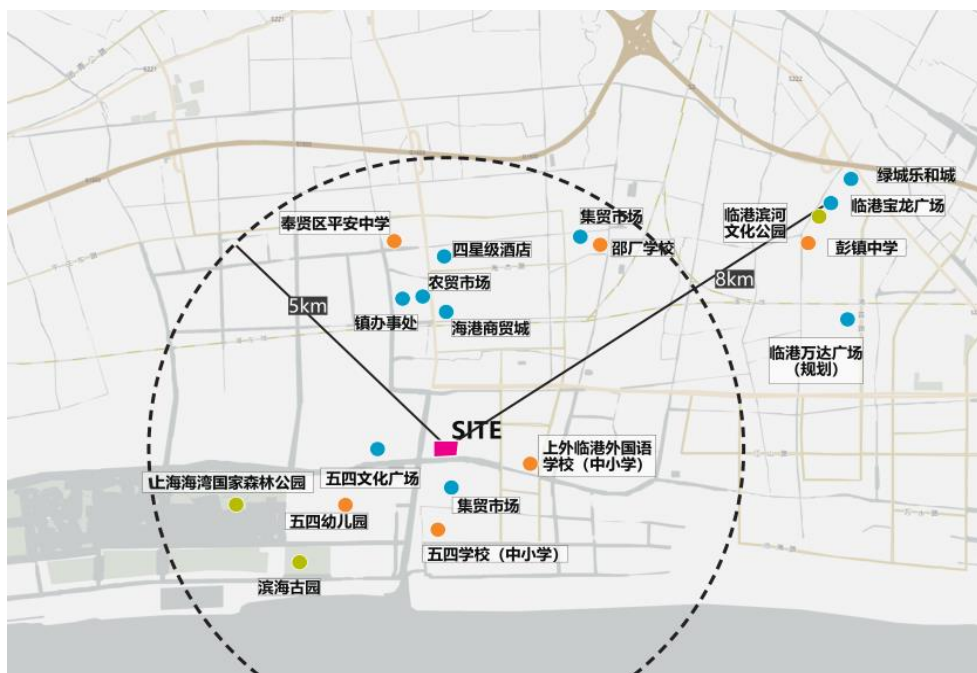 S221
S222
绿城乐和城
临港滨河
文化公园
临港宝龙广场
奉贤区平安中学
集贸市场
四星级酒店
邵厂学校
彭镇中学
农贸市场
8km
5km
镇办事处
海港商贸城
临港万达广场
（规划）
SITE
上外临港外国语
学校（中小学）
五四文化广场
上海海湾国家森林公园
集贸市场
五四幼儿园
五四学校（中小学）
滨海古园